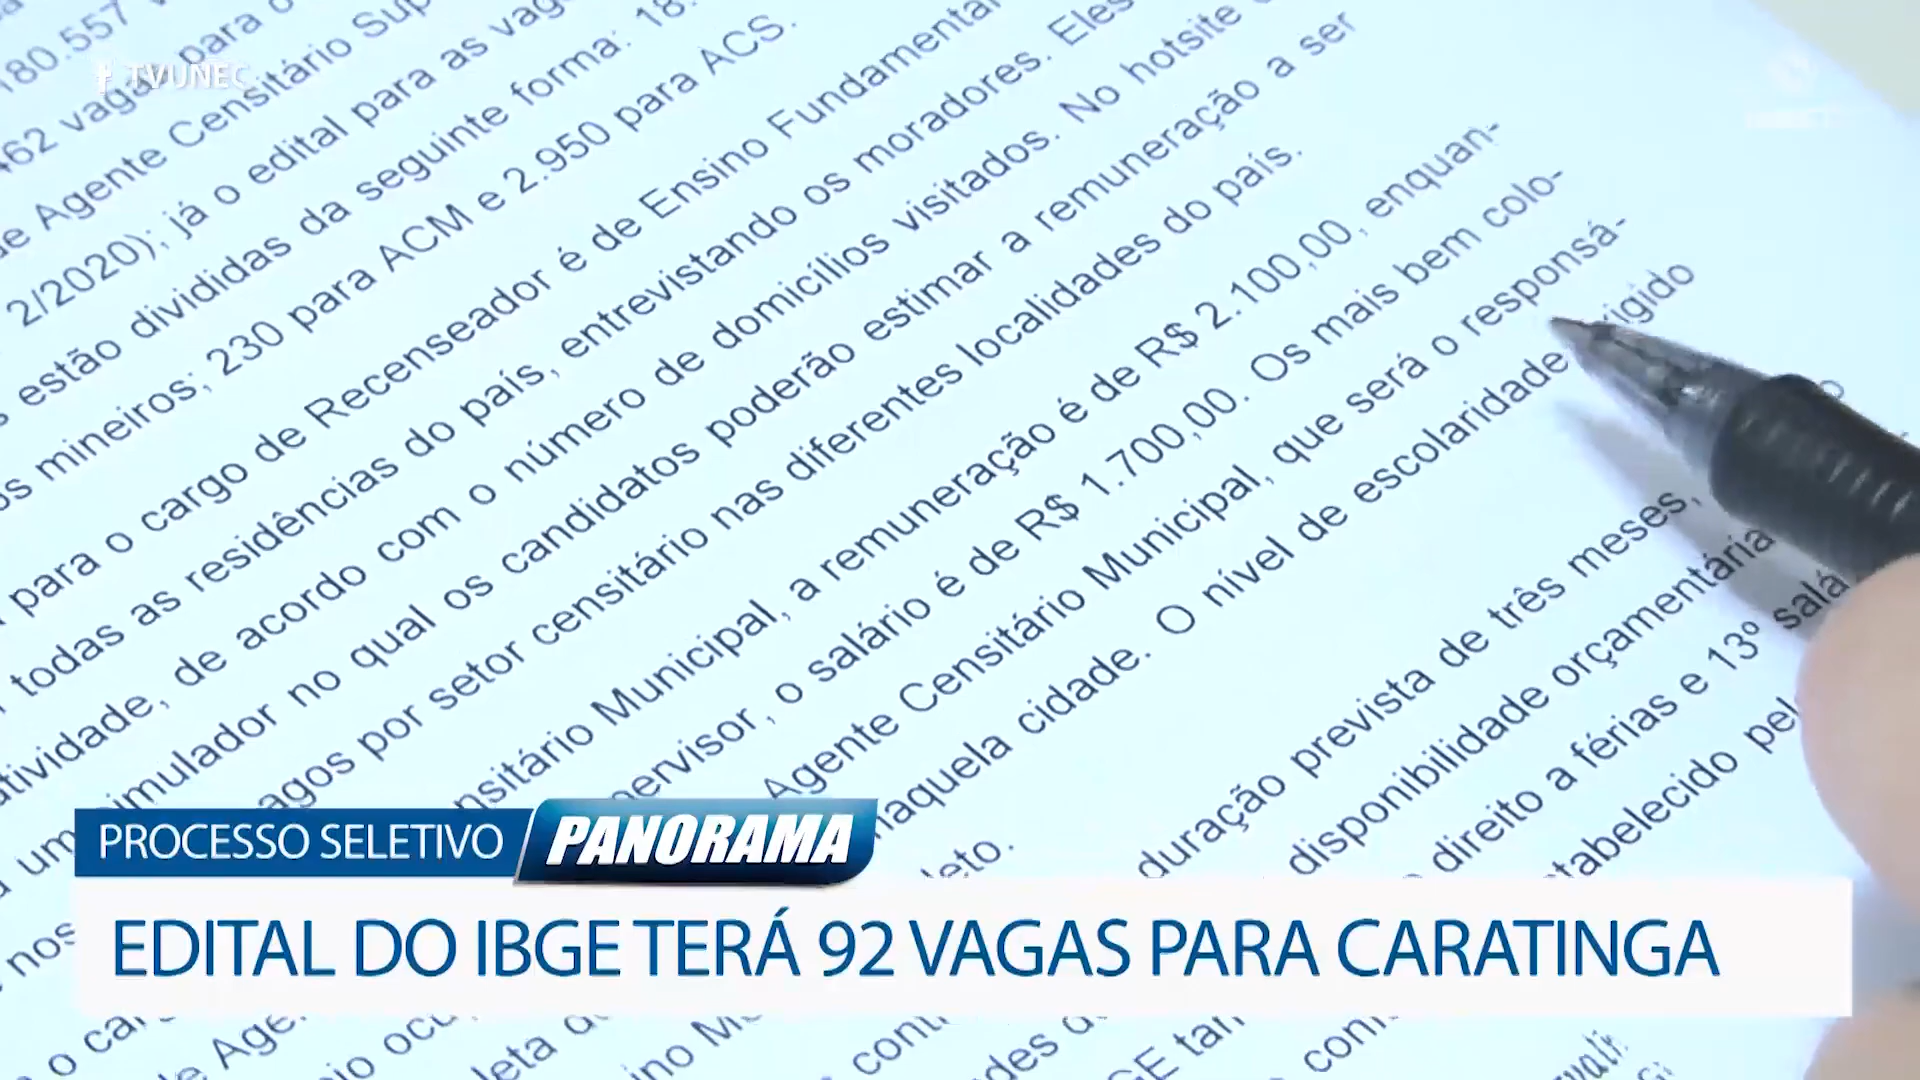 TVUNEC
180.557
462 vagas para o
de Agente Censitário Sup
2/2020); já o edital para as vag
s estão divididas da seguinte forma: 18.
os mineiros; 230 para ACM e 2.950 para ACS.
para o cargo de Recenseador é de Ensino Fundamental
todas as residências do país, entrevistando os moradores. Eles
atividade, de acordo com o número de domicílios visitados. No hotsite
um simulador no qual os candidatos poderão estimar a remuneração a ser
agos por setor censitário nas diferentes localidades do país.
nsitário Municipal, a remuneração é de R$ 2.100,00, enquan-
pervisor, o salário é de R$ 1.700,00. Os mais bem colo-
Agente Censitário Municipal, que será o responsá-
naquela cidade. O nível de escolaridade xigido
leto.
duração prevista de três meses,
disponibilidade orçamentária
direito a férias e 13º salá
tabelecido pel
PROCESSO SELETIVO
PANORAMA
EDITAL DO IBGE TERÁ 92 VAGAS PARA CARATINGA